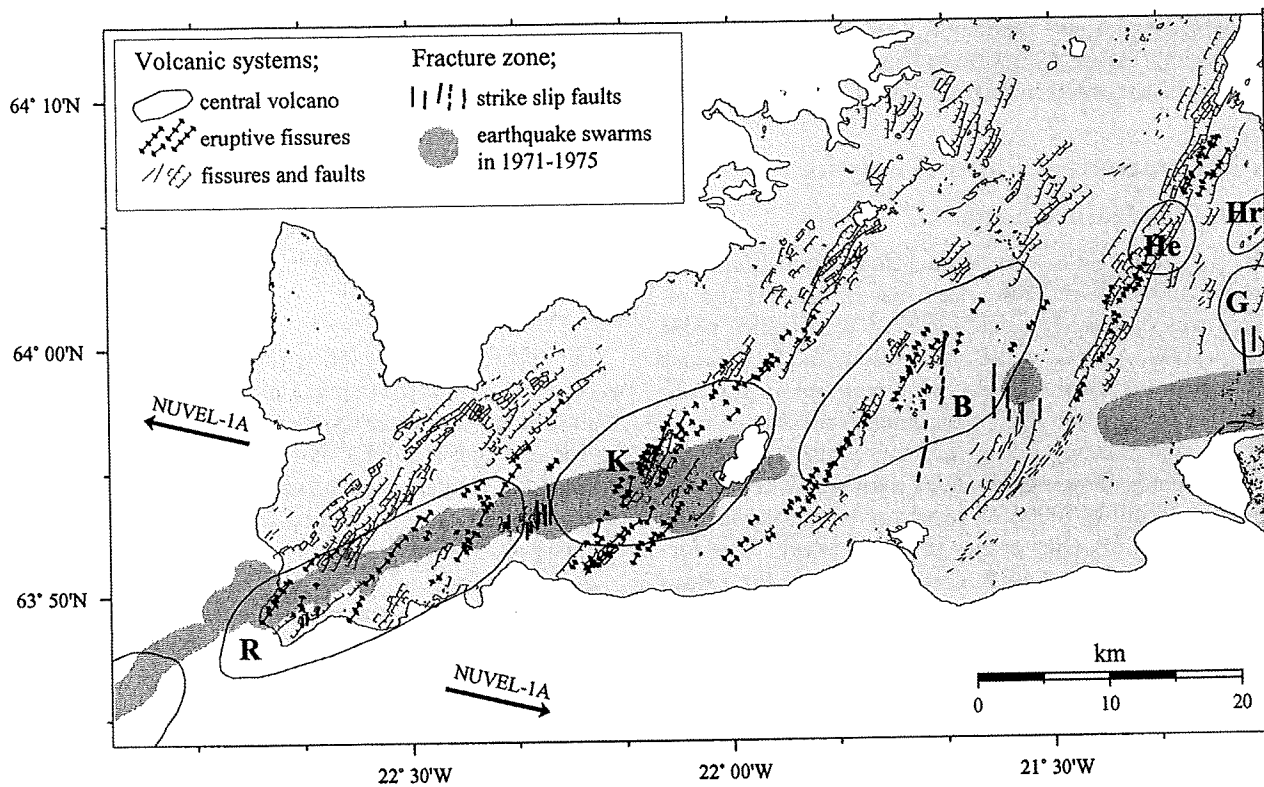 Volcanic systems;
central volcano
eruptive fissures
fissures and faults
Fracture zone;
strike slip faults
earthquake swarms
in 1971-1975
64° 10'N
64° 00'N
63° 50'N
NUVEL-1A
Hr
He
G
B
K
R
NUVEL-1A
km
0 10 20
22° 30'W
22° 00'W
21° 30'W